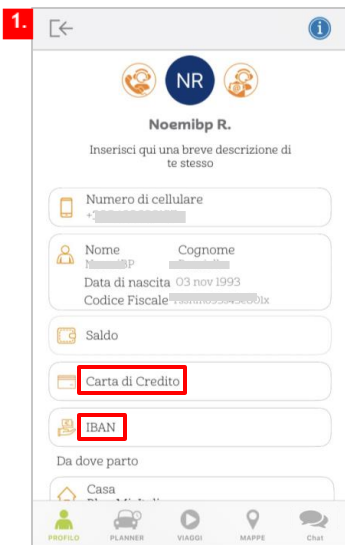 1.
NR
Noemibp R.
Inserisci qui una breve descrizione di
te stesso
Numero di cellulare
Nome Cognome
Data di nascita 03 nov 1993
Codice Fiscale
Saldo
Carta di Credito
IBAN
Da dove parto
Casa
PROFILO PLANNER VIAGGI MAPPE Chat